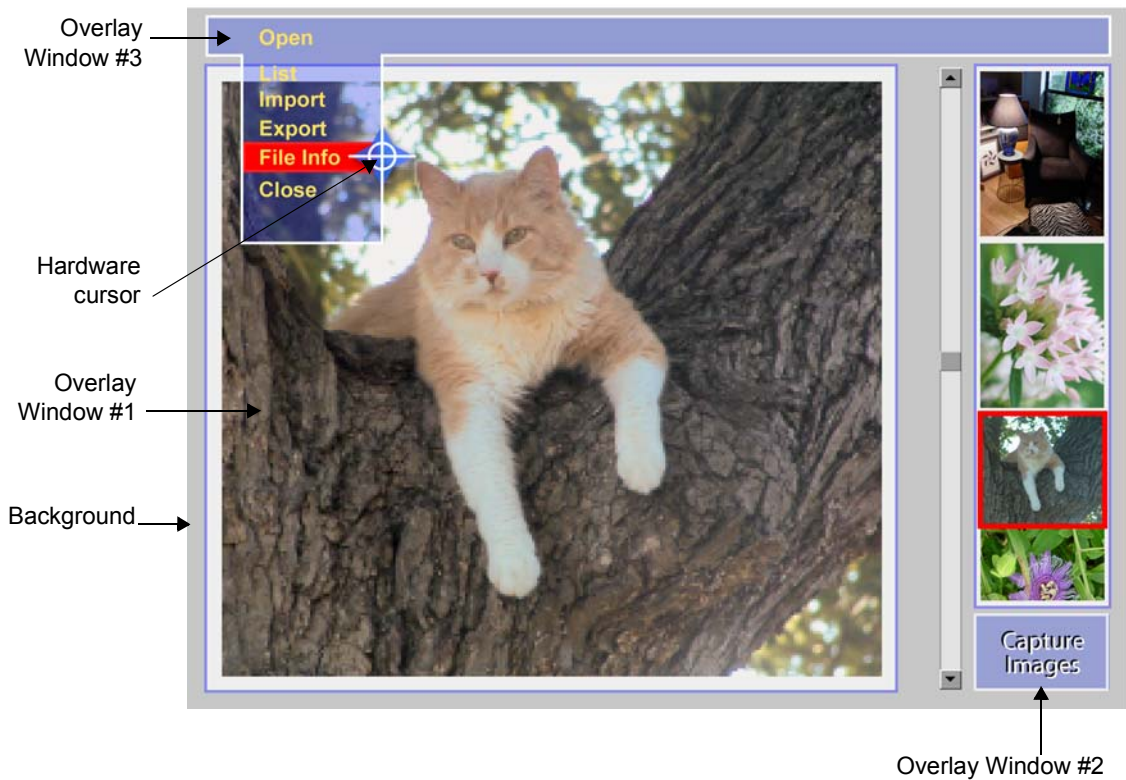 Overlay
Window #3
Open
List
Import
Export
File Info
Close
Hardware
cursor
Overlay
Window #1
Background
Capture
Images
Overlay Window #2